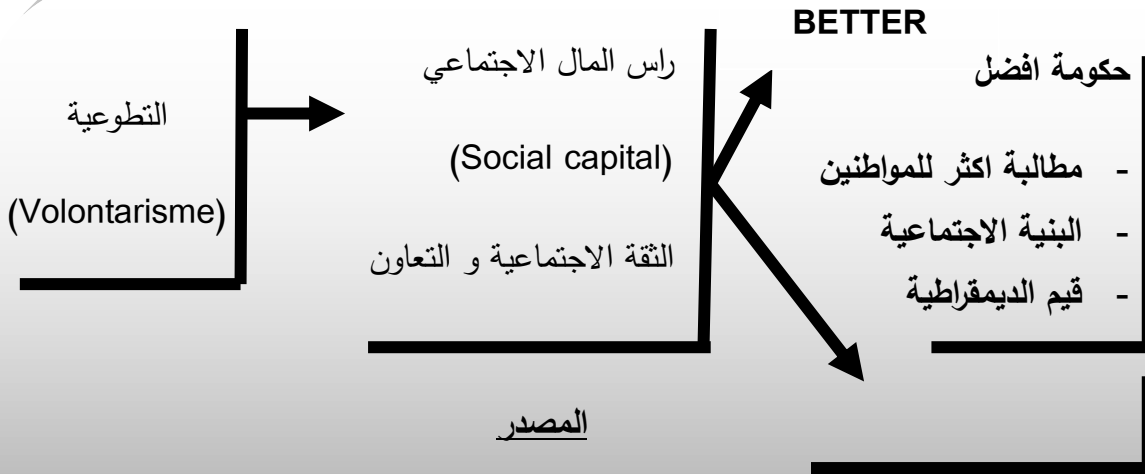 التطوعية
(Volontarisme)
راس المال الاجتماعي
(Social capital)
الثقة الاجتماعية و التعاون
BETTER
حكومة افضل
- مطالبة اكثر للمواطنين
- البنية الاجتماعية
- قيم الديمقراطية
المصدر